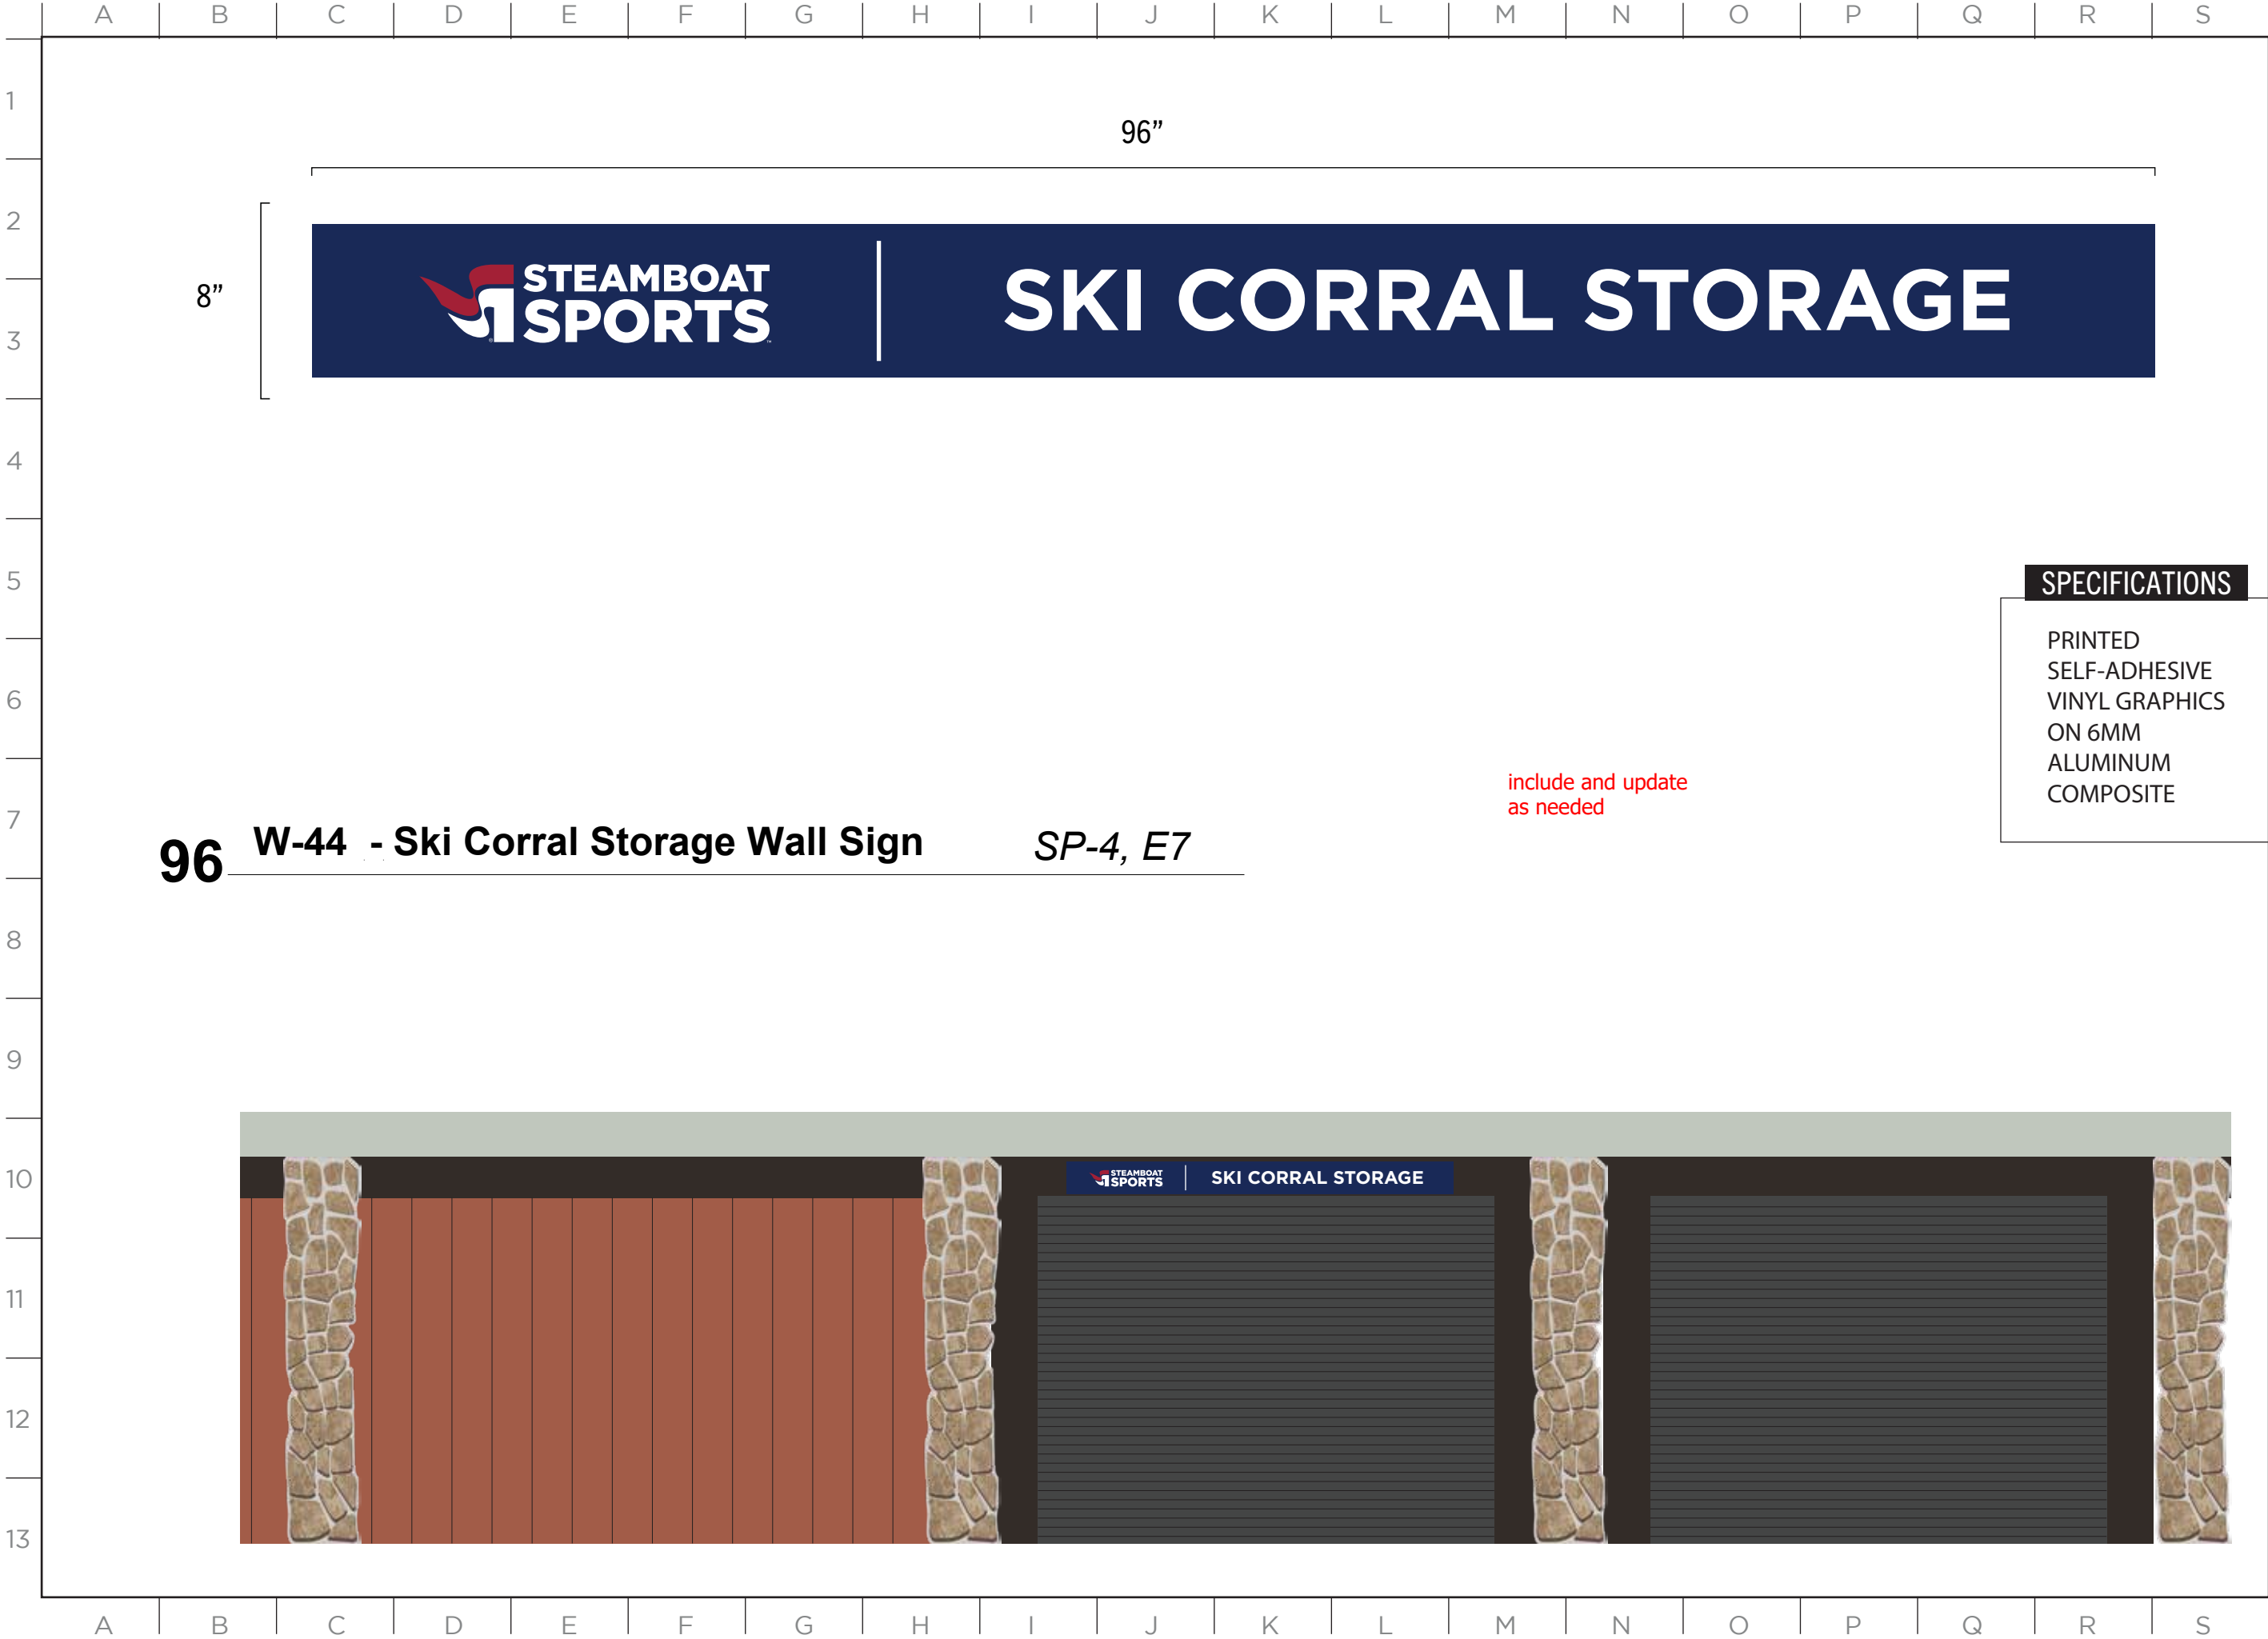 A B C D E F G H I J K L M N O P Q R S
1
96”
2
8”
STEAMBOAT
SPORTS™
SKI CORRAL STORAGE
3
4
5
SPECIFICATIONS
PRINTED
SELF-ADHESIVE
VINYL GRAPHICS
ON 6MM
ALUMINUM
COMPOSITE
6
include and update
as needed
7
96 W-44 - Ski Corral Storage Wall Sign SP-4, E7
8
9
10
STEAMBOAT
SPORTS
SKI CORRAL STORAGE
11
12
13
A B C D E F G H I J K L M N O P Q R S